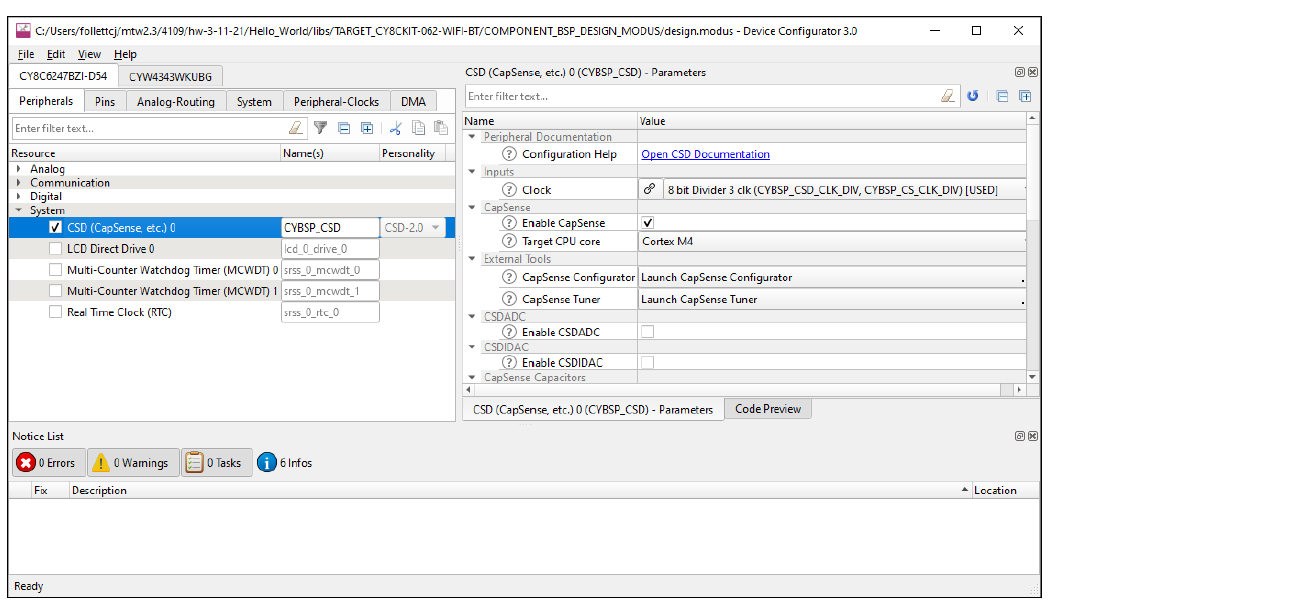 C:/Users/follettcj/mtw2.3/4109/hw-3-11-21/Hello_World/libs/TARGET_CY8CKIT-062-WIFI-BT/COMPONENT_BSP_DESIGN_MODUS/design.modus - Device Configurator 3.0
File Edit View Help
CY8C6247BZI-D54 CYW4343WKUBG
Peripherals Pins Analog-Routing System Peripheral-Clocks DMA
Enter filter text...
Resource Name(s) Personality
Analog
Communication
Digital
System
CSD (CapSense, etc.) 0 CYBSP_CSD CSD-2.0
LCD Direct Drive 0 lcd_0_drive_0
Multi-Counter Watchdog Timer (MCWDT) 0 srss_0_mcwdt_0
Multi-Counter Watchdog Timer (MCWDT) 1 srss_0_mcwdt_1
Real Time Clock (RTC) srss_0_rtc_0
CSD (CapSense, etc.) 0 (CYBSP_CSD) - Parameters
Enter filter text...
Name Value
Peripheral Documentation
Configuration Help Open CSD Documentation
Inputs
Clock 8 bit Divider 3 clk (CYBSP_CSD_CLK_DIV, CYBSP_CS_CLK_DIV) [USED]
CapSense
Enable CapSense
Target CPU core Cortex M4
External Tools
CapSense Configurator Launch CapSense Configurator
CapSense Tuner Launch CapSense Tuner
CSDADC
Enable CSDADC
CSDIDAC
Enable CSDIDAC
CapSense Capacitors
CSD (CapSense, etc.) 0 (CYBSP_CSD) - Parameters Code Preview
Notice List
0 Errors 0 Warnings 0 Tasks 6 Infos
Fix Description Location
Ready